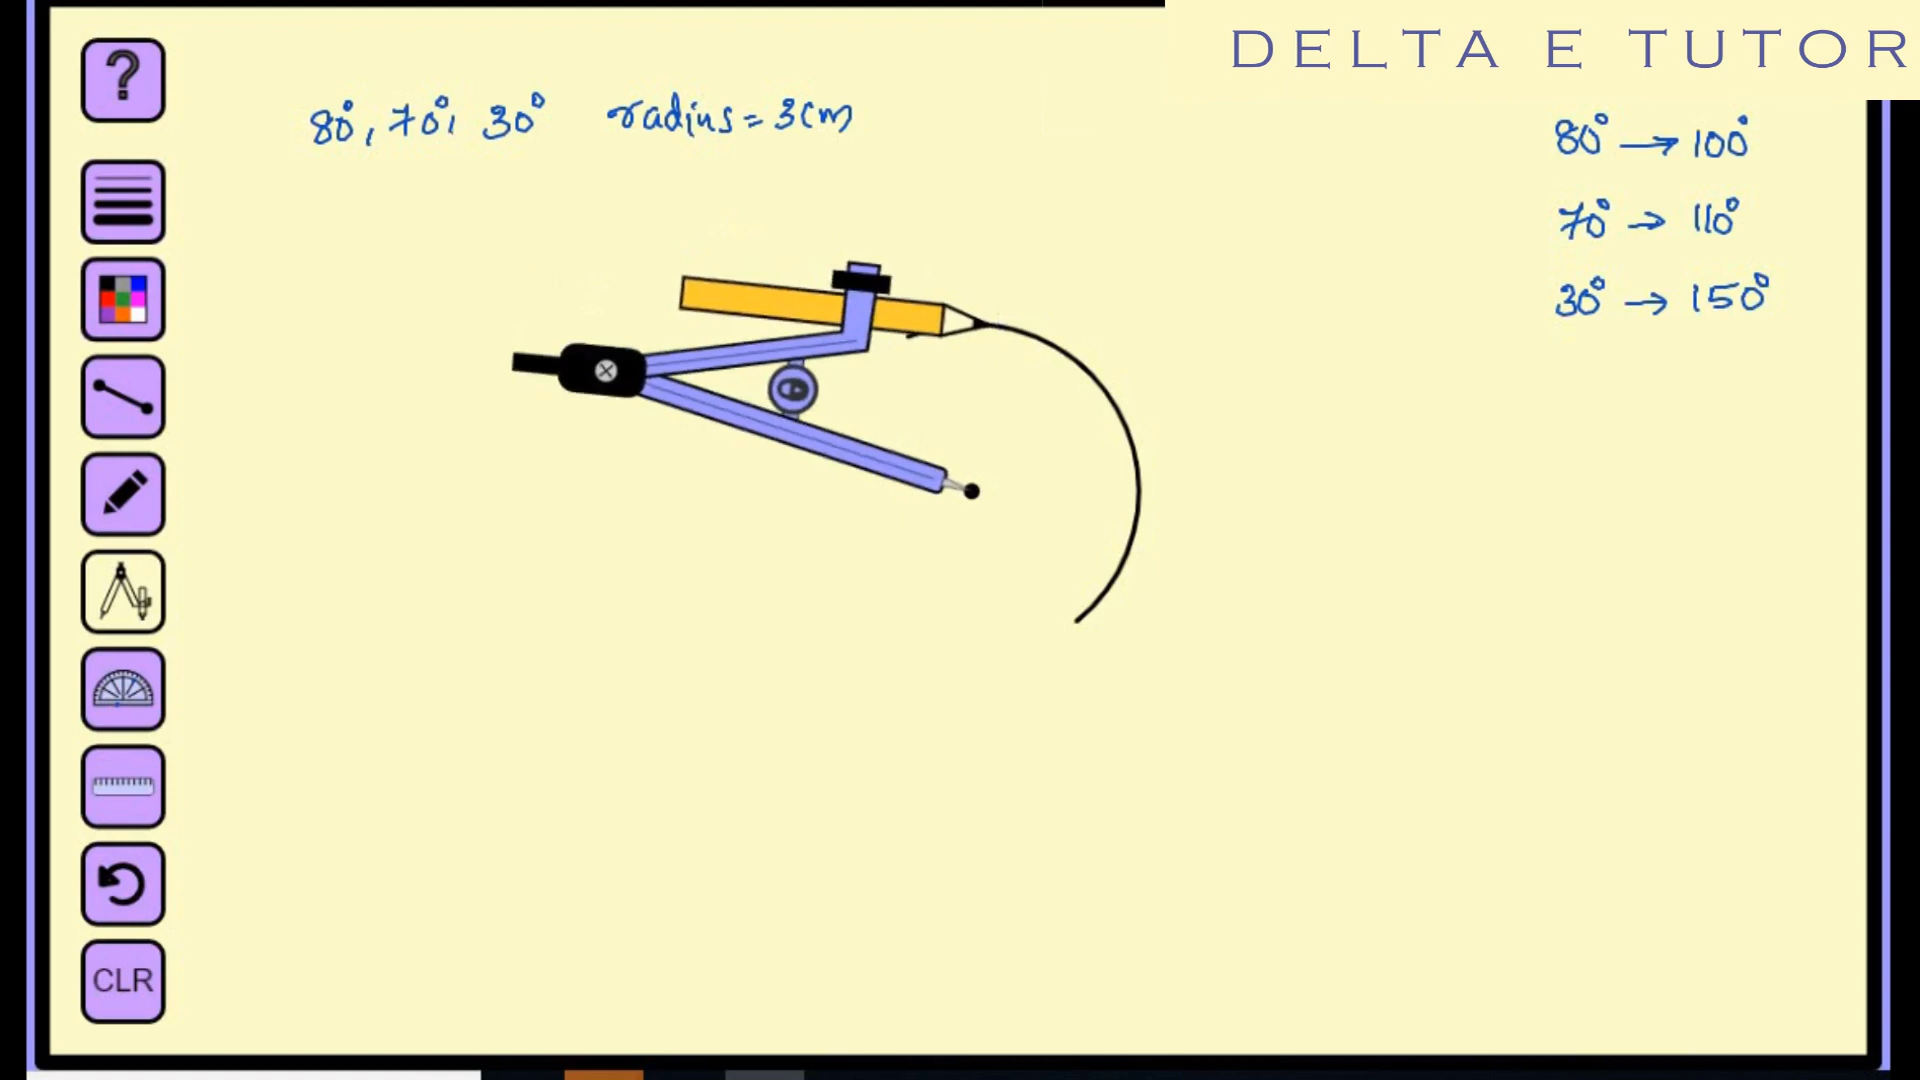 DELTA E TUTOR
80°, 70°, 30° radius = 3cm
80° → 100°
70° → 110°
30° → 150°
?
CLR